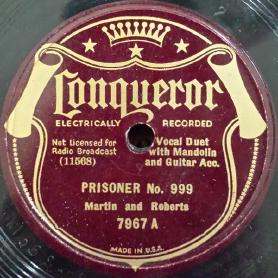 Conqueror
ELECTRICALLY RECORDED
Not Licensed for
Radio Broadcast
(11568)
Vocal Duet
with Mandolin
and Guitar Acc.
PRISONER No. 999
Martin and Roberts
7967 A
MADE IN U.S.A.